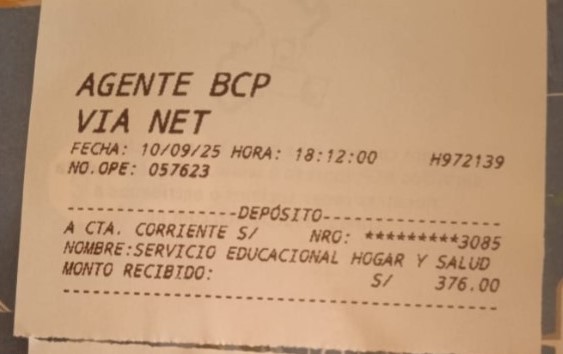 AGENTE BCP
VIA NET
FECHA: 10/09/25 HORA: 18:12:00 H972139
NO.OPE: 057623
-----------------DEPÓSITO-----------------
A CTA. CORRIENTE S/ NRO: *********3085
NOMBRE:SERVICIO EDUCACIONAL HOGAR Y SALUD
MONTO RECIBIDO: S/ 376.00
------------------------------------------